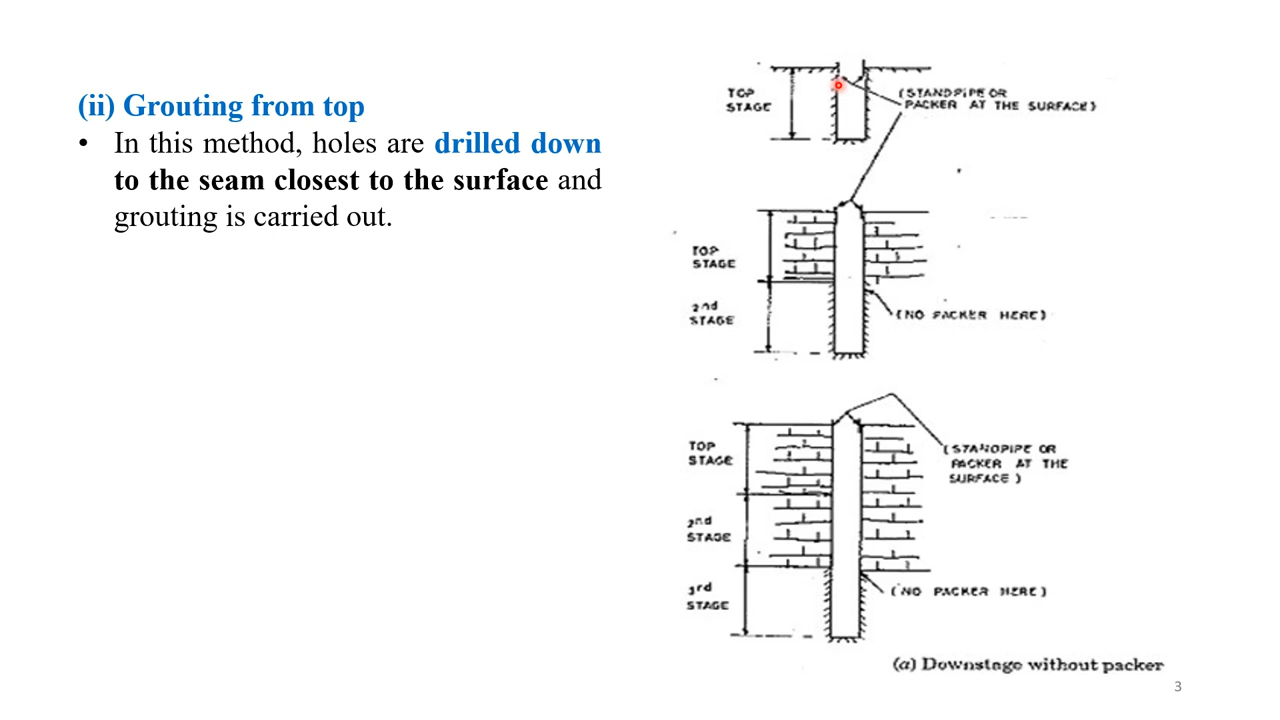 (ii) Grouting from top
• In this method, holes are drilled down
to the seam closest to the surface and
grouting is carried out.
TOP
STAGE
(STANDPIPE OR
PACKER AT THE SURFACE)
TOP
STAGE
2nd
STAGE
(NO PACKER HERE)
TOP
STAGE
(STANDPIPE OR
PACKER AT THE
SURFACE)
2nd
STAGE
3rd
STAGE
(NO PACKER HERE)
(a) Downstage without packer
3